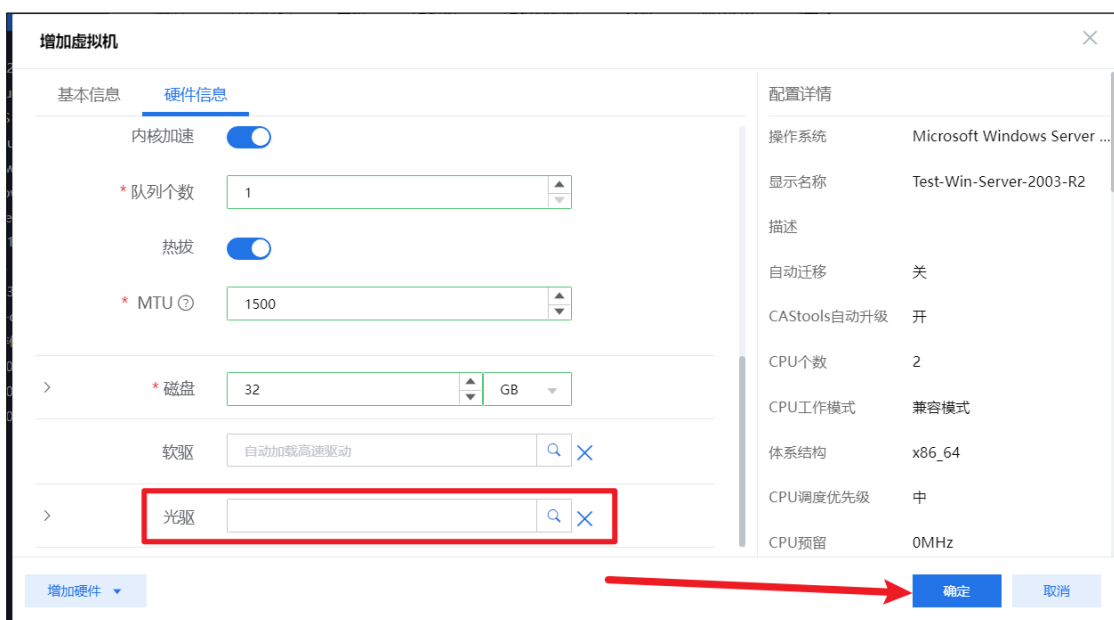 增加虚拟机
基本信息 硬件信息
内核加速
* 队列个数 1
热拔
* MTU ? 1500
* 磁盘 32 GB
软驱 自动加载高速驱动
光驱
增加硬件
配置详情
操作系统 Microsoft Windows Server ...
显示名称 Test-Win-Server-2003-R2
描述
自动迁移 关
CAStools自动升级 开
CPU个数 2
CPU工作模式 兼容模式
体系结构 x86_64
CPU调度优先级 中
CPU预留 0MHz
确定 取消